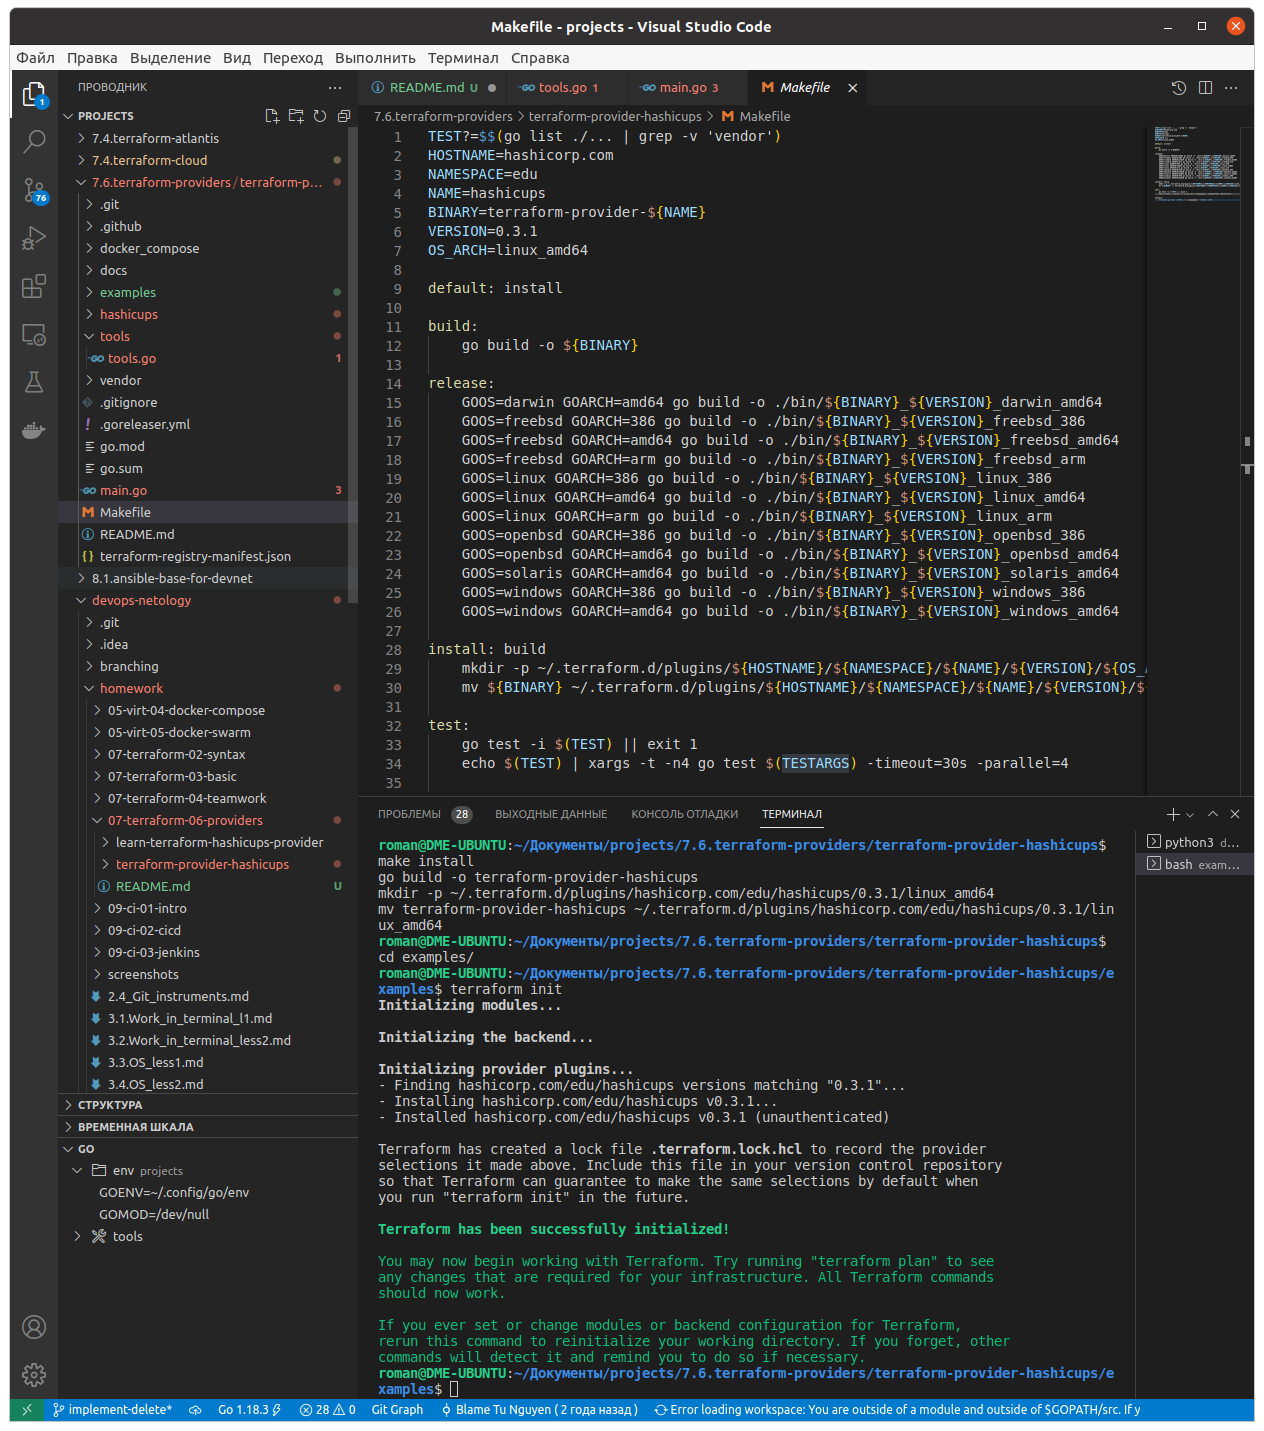 Makefile - projects - Visual Studio Code
Файл Правка Выделение Вид Переход Выполнить Терминал Справка
ПРОВОДНИК
PROJECTS
7.4.terraform-atlantis
7.4.terraform-cloud
7.6.terraform-providers / terraform-p...
.git
.github
docker_compose
docs
examples
hashicups
tools
tools.go 1
vendor
.gitignore
.goreleaser.yml
go.mod
go.sum
main.go 3
Makefile
README.md
terraform-registry-manifest.json
8.1.ansible-base-for-devnet
devops-netology
.git
.idea
branching
homework
05-virt-04-docker-compose
05-virt-05-docker-swarm
07-terraform-02-syntax
07-terraform-03-basic
07-terraform-04-teamwork
07-terraform-06-providers
learn-terraform-hashicups-provider
terraform-provider-hashicups
README.md U
09-ci-01-intro
09-ci-02-cicd
09-ci-03-jenkins
screenshots
2.4_Git_instruments.md
3.1.Work_in_terminal_l1.md
3.2.Work_in_terminal_less2.md
3.3.OS_less1.md
3.4.OS_less2.md
СТРУКТУРА
ВРЕМЕННАЯ ШКАЛА
GO
env projects
GOENV=~/.config/go/env
GOMOD=/dev/null
tools
1
76
README.md U tools.go 1 main.go 3 Makefile
7.6.terraform-providers > terraform-provider-hashicups > Makefile
1 TEST?=$$(go list ./... | grep -v 'vendor')
2 HOSTNAME=hashicorp.com
3 NAMESPACE=edu
4 NAME=hashicups
5 BINARY=terraform-provider-${NAME}
6 VERSION=0.3.1
7 OS_ARCH=linux_amd64
8
9 default: install
10
11 build:
12 go build -o ${BINARY}
13
14 release:
15 GOOS=darwin GOARCH=amd64 go build -o ./bin/${BINARY}_${VERSION}_darwin_amd64
16 GOOS=freebsd GOARCH=386 go build -o ./bin/${BINARY}_${VERSION}_freebsd_386
17 GOOS=freebsd GOARCH=amd64 go build -o ./bin/${BINARY}_${VERSION}_freebsd_amd64
18 GOOS=freebsd GOARCH=arm go build -o ./bin/${BINARY}_${VERSION}_freebsd_arm
19 GOOS=linux GOARCH=386 go build -o ./bin/${BINARY}_${VERSION}_linux_386
20 GOOS=linux GOARCH=amd64 go build -o ./bin/${BINARY}_${VERSION}_linux_amd64
21 GOOS=linux GOARCH=arm go build -o ./bin/${BINARY}_${VERSION}_linux_arm
22 GOOS=openbsd GOARCH=386 go build -o ./bin/${BINARY}_${VERSION}_openbsd_386
23 GOOS=openbsd GOARCH=amd64 go build -o ./bin/${BINARY}_${VERSION}_openbsd_amd64
24 GOOS=solaris GOARCH=amd64 go build -o ./bin/${BINARY}_${VERSION}_solaris_amd64
25 GOOS=windows GOARCH=386 go build -o ./bin/${BINARY}_${VERSION}_windows_386
26 GOOS=windows GOARCH=amd64 go build -o ./bin/${BINARY}_${VERSION}_windows_amd64
27
28 install: build
29 mkdir -p ~/.terraform.d/plugins/${HOSTNAME}/${NAMESPACE}/${NAME}/${VERSION}/${OS_
30 mv ${BINARY} ~/.terraform.d/plugins/${HOSTNAME}/${NAMESPACE}/${NAME}/${VERSION}/$
31
32 test:
33 go test -i $(TEST) || exit 1
34 echo $(TEST) | xargs -t -n4 go test $(TESTARGS) -timeout=30s -parallel=4
35
ПРОБЛЕМЫ 28 ВЫХОДНЫЕ ДАННЫЕ КОНСОЛЬ ОТЛАДКИ ТЕРМИНАЛ
python3 d...
bash exam...
roman@DME-UBUNTU:~/Документы/projects/7.6.terraform-providers/terraform-provider-hashicups$
make install
go build -o terraform-provider-hashicups
mkdir -p ~/.terraform.d/plugins/hashicorp.com/edu/hashicups/0.3.1/linux_amd64
mv terraform-provider-hashicups ~/.terraform.d/plugins/hashicorp.com/edu/hashicups/0.3.1/lin
ux_amd64
roman@DME-UBUNTU:~/Документы/projects/7.6.terraform-providers/terraform-provider-hashicups$
cd examples/
roman@DME-UBUNTU:~/Документы/projects/7.6.terraform-providers/terraform-provider-hashicups/e
xamples$ terraform init
Initializing modules...
Initializing the backend...
Initializing provider plugins...
- Finding hashicorp.com/edu/hashicups versions matching "0.3.1"...
- Installing hashicorp.com/edu/hashicups v0.3.1...
- Installed hashicorp.com/edu/hashicups v0.3.1 (unauthenticated)
Terraform has created a lock file .terraform.lock.hcl to record the provider
selections it made above. Include this file in your version control repository
so that Terraform can guarantee to make the same selections by default when
you run "terraform init" in the future.
Terraform has been successfully initialized!
You may now begin working with Terraform. Try running "terraform plan" to see
any changes that are required for your infrastructure. All Terraform commands
should now work.
If you ever set or change modules or backend configuration for Terraform,
rerun this command to reinitialize your working directory. If you forget, other
commands will detect it and remind you to do so if necessary.
roman@DME-UBUNTU:~/Документы/projects/7.6.terraform-providers/terraform-provider-hashicups/e
xamples$
implement-delete* Go 1.18.3 28 0 Git Graph Blame Tu Nguyen ( 2 года назад ) Error loading workspace: You are outside of a module and outside of $GOPATH/src. If y